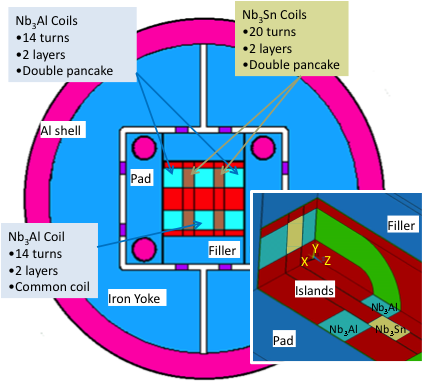 Nb₃Al Coils
•14 turns
•2 layers
•Double pancake
Nb₃Sn Coils
•20 turns
•2 layers
•Double pancake
Al shell
Pad
Nb₃Al Coil
•14 turns
•2 layers
•Common coil
Filler
Iron Yoke
Filler
Y
X Z
Islands
Nb₃Al
Nb₃Al
Nb₃Sn
Pad